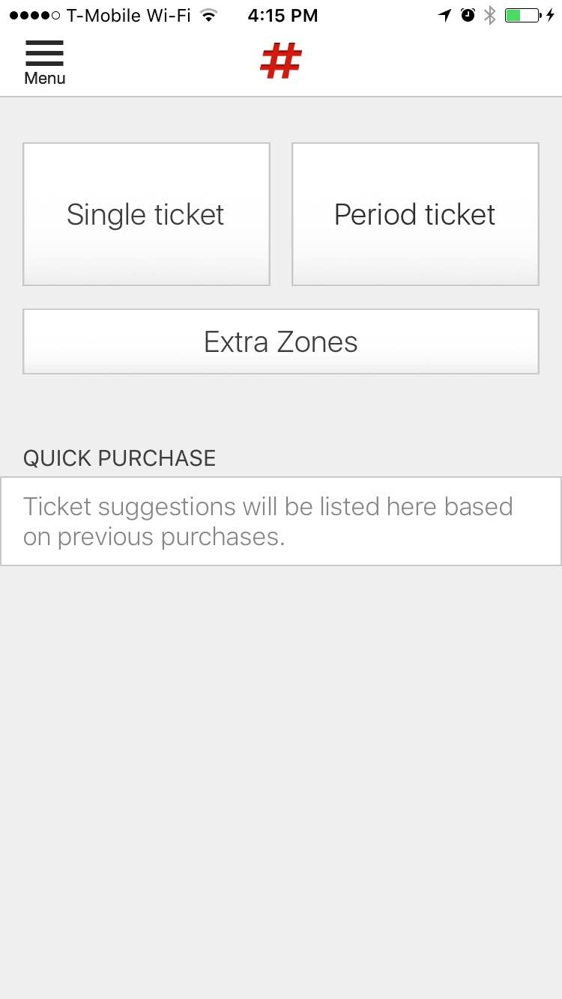 T-Mobile Wi-Fi 4:15 PM
Menu
#
Single ticket
Period ticket
Extra Zones
QUICK PURCHASE
Ticket suggestions will be listed here based
on previous purchases.